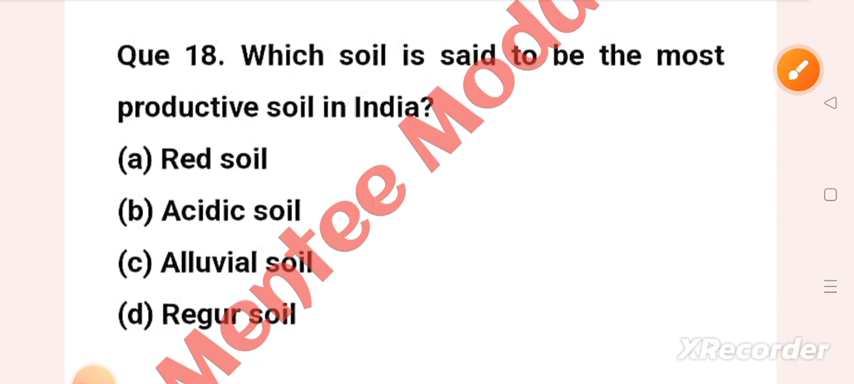 Que 18. Which soil is said to be the most
productive soil in India?
(a) Red soil
(b) Acidic soil
(c) Alluvial soil
(d) Regur soil
Mentee Moda
XRecorder